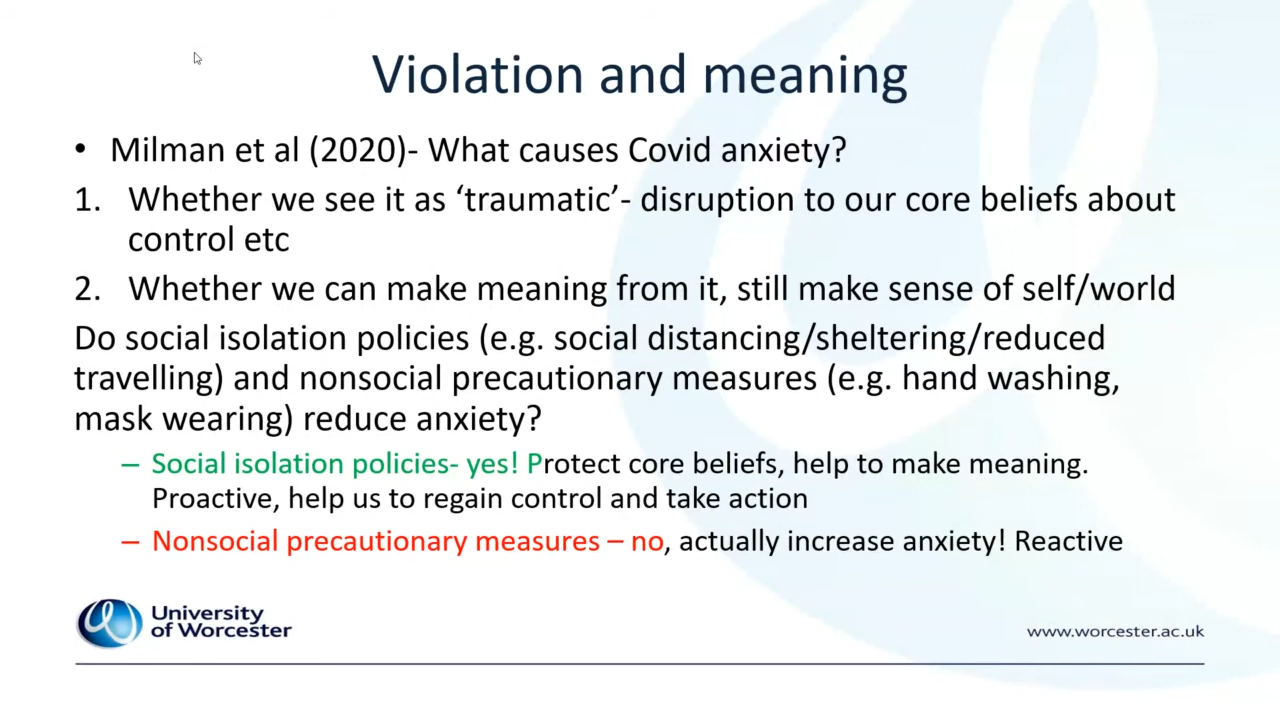 Violation and meaning
• Milman et al (2020)- What causes Covid anxiety?
1. Whether we see it as ‘traumatic’- disruption to our core beliefs about
control etc
2. Whether we can make meaning from it, still make sense of self/world
Do social isolation policies (e.g. social distancing/sheltering/reduced
travelling) and nonsocial precautionary measures (e.g. hand washing,
mask wearing) reduce anxiety?
– Social isolation policies- yes! Protect core beliefs, help to make meaning.
Proactive, help us to regain control and take action
– Nonsocial precautionary measures – no, actually increase anxiety! Reactive
University
of Worcester
www.worcester.ac.uk